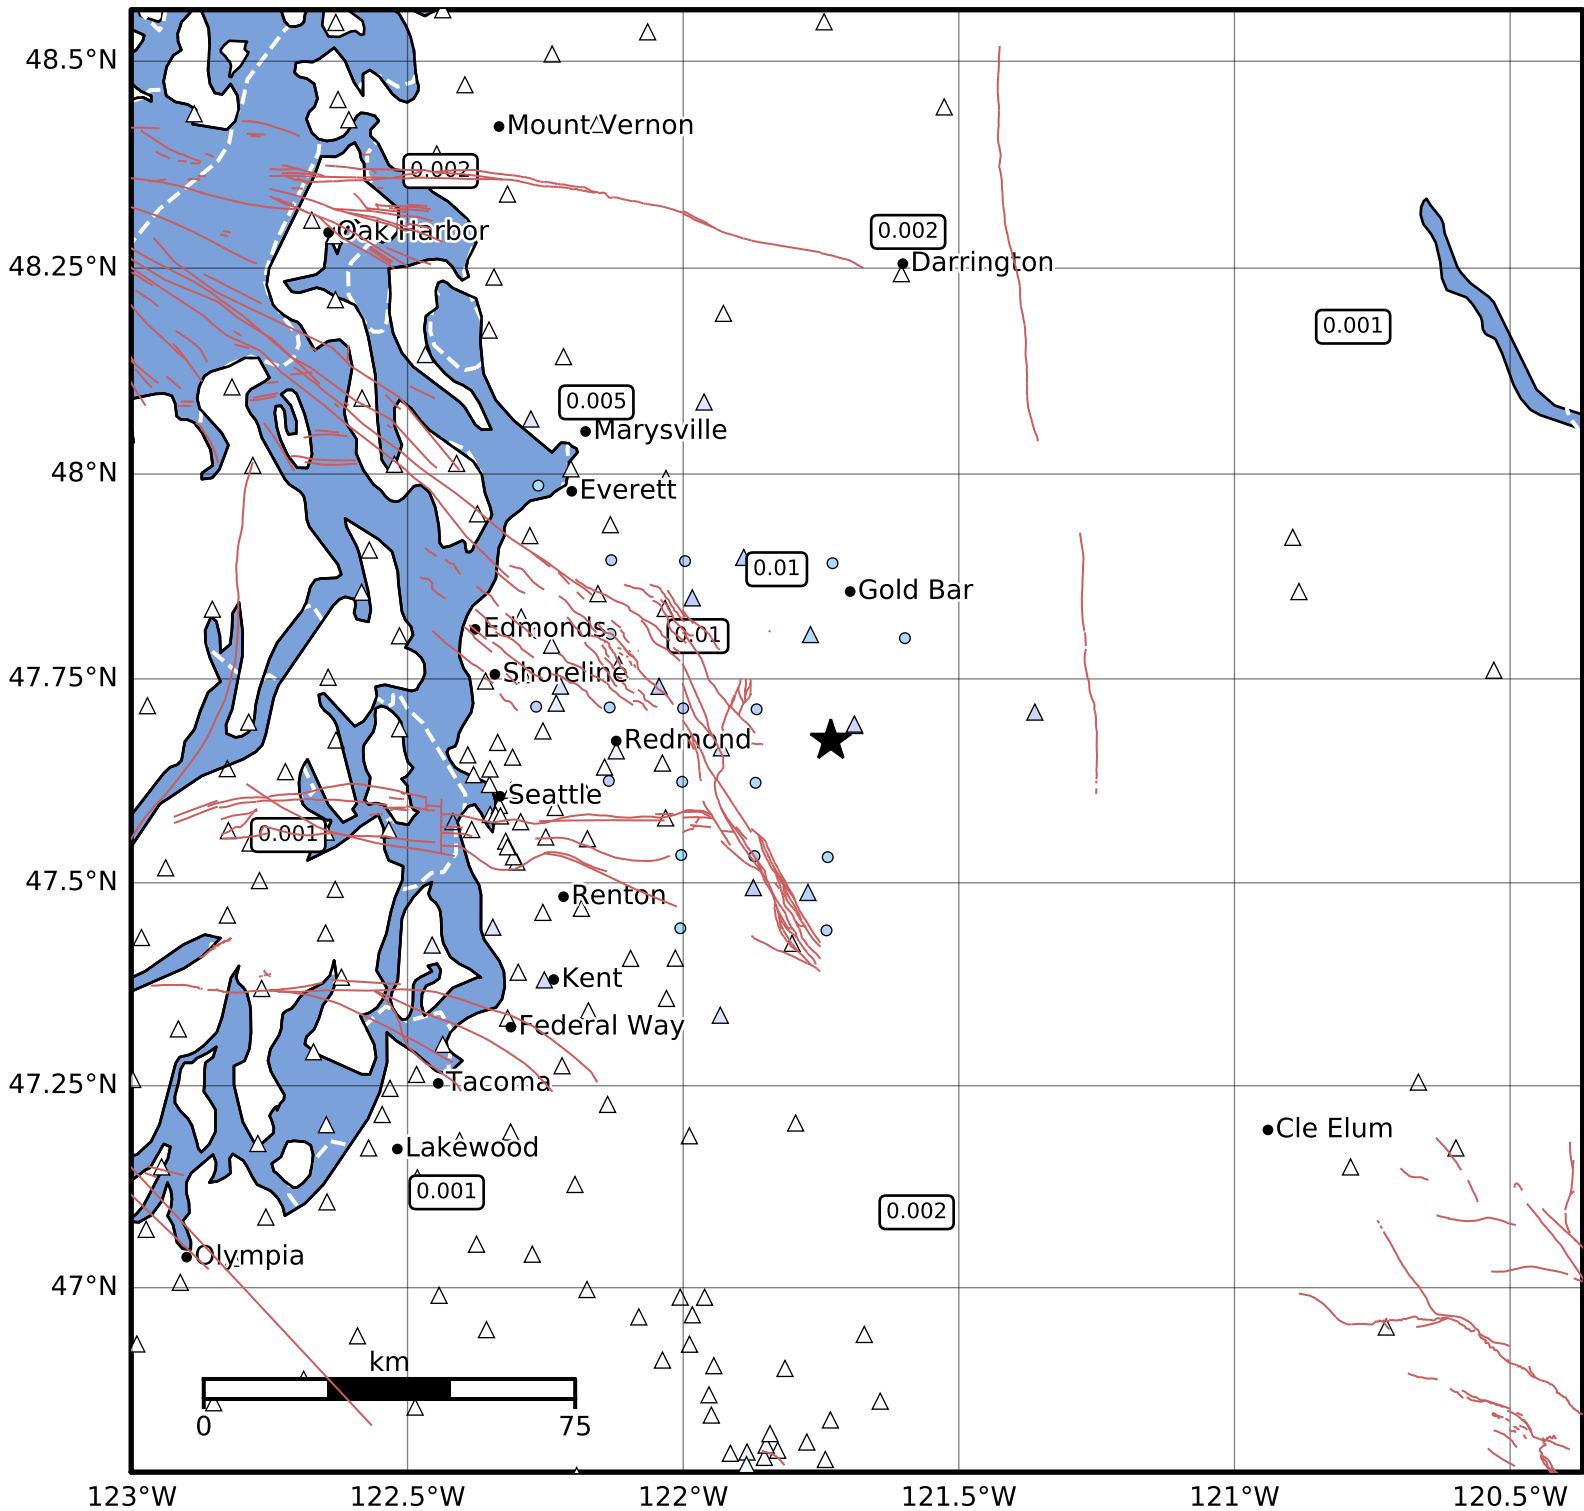 48.5°N
Mount Vernon
0.002
Oak Harbor
0.002
48.25°N
Darrington
0.001
0.005
Marysville
48°N
Everett
0.01
Gold Bar
Edmonds
0.01
Shoreline
47.75°N
Redmond
Seattle
0.001
47.5°N
Renton
Kent
Federal Way
47.25°N
Tacoma
Cle Elum
Lakewood
0.001
0.002
Olympia
47°N
km
0
75
123°W
122.5°W
122°W
121.5°W
121°W
120.5°W